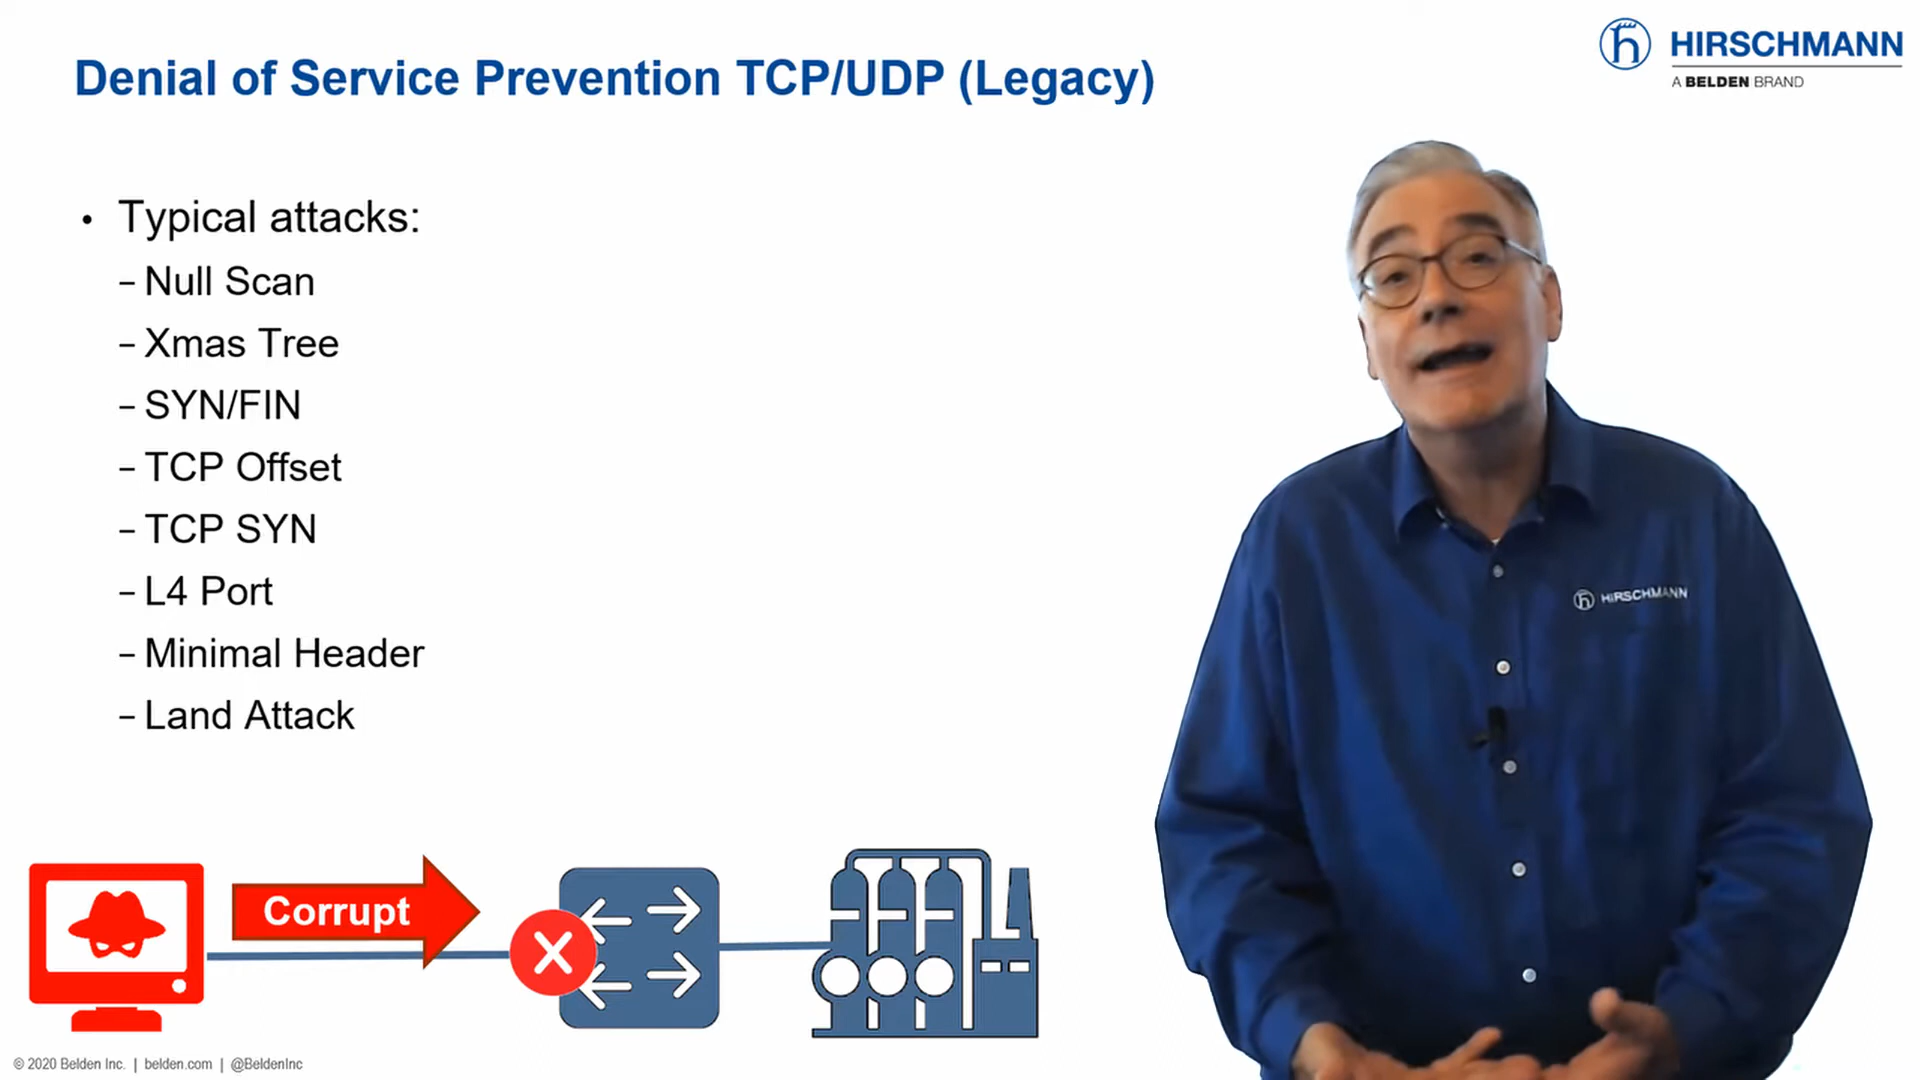 Denial of Service Prevention TCP/UDP (Legacy)
HIRSCHMANN
A BELDEN BRAND
• Typical attacks:
– Null Scan
– Xmas Tree
– SYN/FIN
– TCP Offset
– TCP SYN
– L4 Port
– Minimal Header
– Land Attack
HIRSCHMANN
Corrupt
© 2020 Belden Inc. | belden.com | @BeldenInc